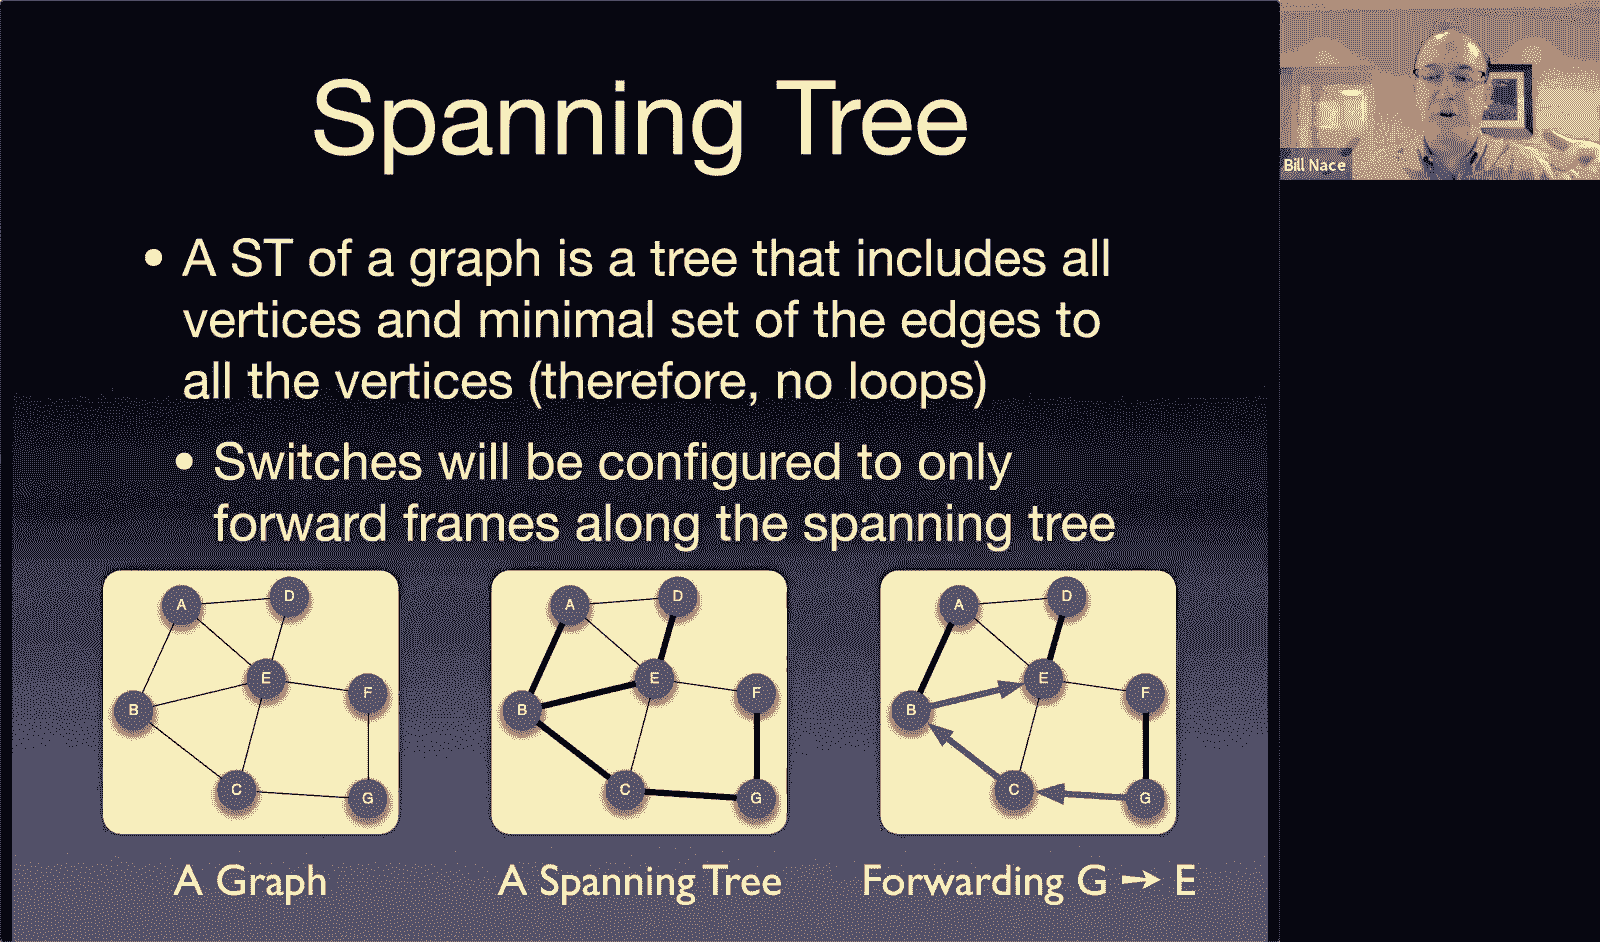 Spanning Tree
Bill Nace
• A ST of a graph is a tree that includes all
vertices and minimal set of the edges to
all the vertices (therefore, no loops)
• Switches will be configured to only
forward frames along the spanning tree
A
D
E
F
B
C
G
A Graph
A
D
E
F
B
C
G
A Spanning Tree
A
D
E
F
B
C
G
Forwarding G → E